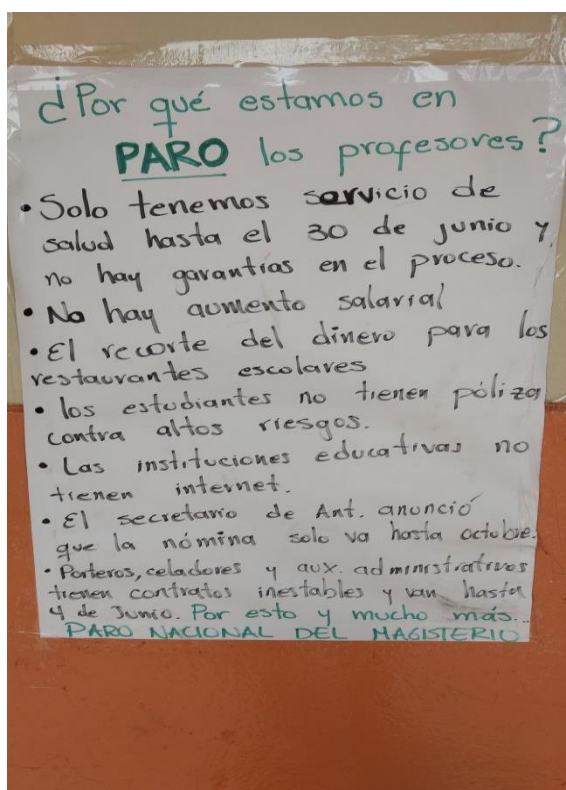 ¿Por qué estamos en
PARO los profesores?
• Solo tenemos servicio de
salud hasta el 30 de junio y
no hay garantías en el proceso.
• No hay aumento salarial
• El recorte del dinero para los
restaurantes escolares
• los estudiantes no tienen póliza
contra altos riesgos.
• Las instituciones educativas no
tienen internet.
• El secretario de Ant. anunció
que la nómina solo va hasta octubre.
• Porteros, celadores y aux. administrativos
tienen contratos inestables y van hasta
4 de Junio. Por esto y mucho más...
PARO NACIONAL DEL MAGISTERIO